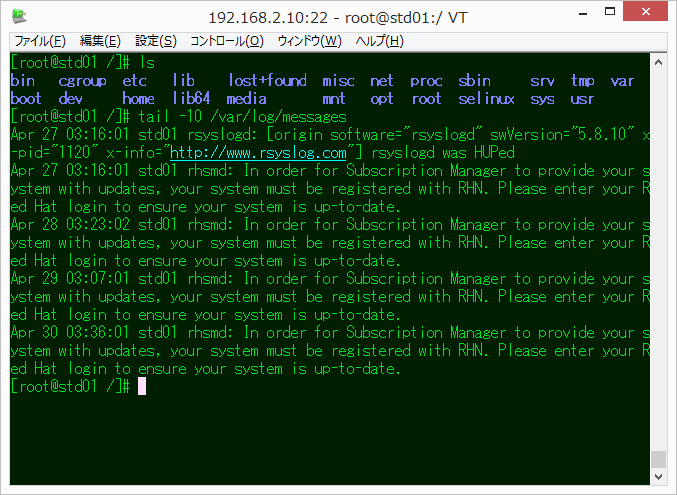 192.168.2.10:22 - root@std01:/ VT
ファイル(F) 編集(E) 設定(S) コントロール(O) ウィンドウ(W) ヘルプ(H)
[root@std01 /]# ls
bin cgroup etc lib lost+found misc net proc sbin srv tmp var
boot dev home lib64 media mnt opt root selinux sys usr
[root@std01 /]# tail -10 /var/log/messages
Apr 27 03:16:01 std01 rsyslogd: [origin software="rsyslogd" swVersion="5.8.10" x
-pid="1120" x-info="http://www.rsyslog.com"] rsyslogd was HUPed
Apr 27 03:16:01 std01 rhsmd: In order for Subscription Manager to provide your s
ystem with updates, your system must be registered with RHN. Please enter your R
ed Hat login to ensure your system is up-to-date.
Apr 28 03:23:02 std01 rhsmd: In order for Subscription Manager to provide your s
ystem with updates, your system must be registered with RHN. Please enter your R
ed Hat login to ensure your system is up-to-date.
Apr 29 03:07:01 std01 rhsmd: In order for Subscription Manager to provide your s
ystem with updates, your system must be registered with RHN. Please enter your R
ed Hat login to ensure your system is up-to-date.
Apr 30 03:36:01 std01 rhsmd: In order for Subscription Manager to provide your s
ystem with updates, your system must be registered with RHN. Please enter your R
ed Hat login to ensure your system is up-to-date.
[root@std01 /]#